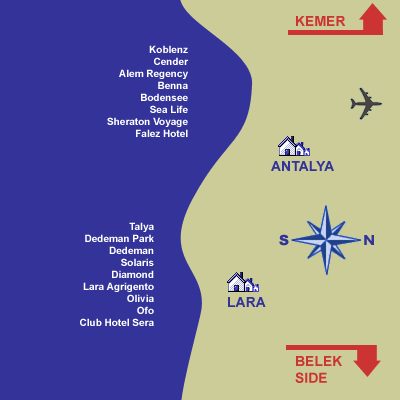 KEMER
Koblenz
Cender
Alem Regency
Benna
Bodensee
Sea Life
Sheraton Voyage
Falez Hotel
ANTALYA
Talya
Dedeman Park
Dedeman
Solaris
Diamond
Lara Agrigento
Olivia
Ofo
Club Hotel Sera
S N
LARA
BELEK
SIDE